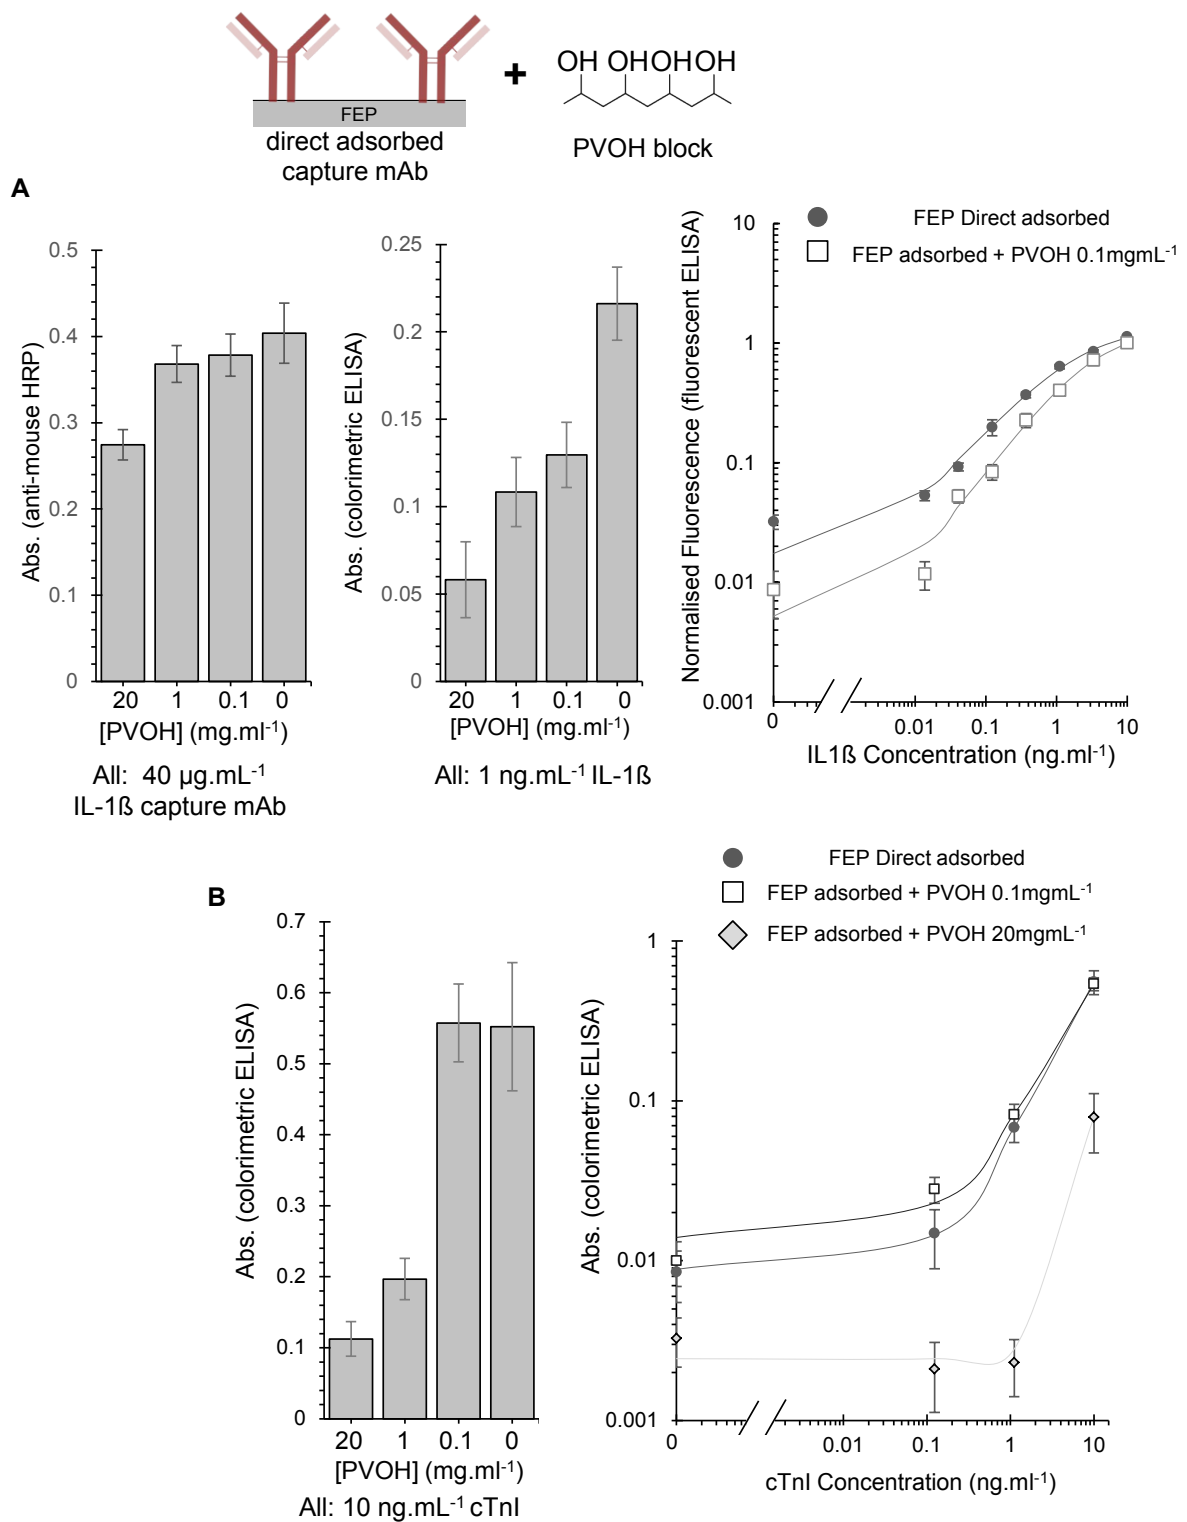 OH OHOHOH
+
FEP
direct adsorbed
capture mAb
PVOH block
A
0.5
0.4
0.3
0.2
0.1
0
Abs. (anti-mouse HRP)
20 1 0.1 0
[PVOH] (mg.ml-1)
All: 40 µg.mL-1
IL-1ß capture mAb
0.25
0.2
0.15
0.1
0.05
0
Abs. (colorimetric ELISA)
20 1 0.1 0
[PVOH] (mg.ml-1)
All: 1 ng.mL-1 IL-1ß
FEP Direct adsorbed
FEP adsorbed + PVOH 0.1mgmL-1
10
1
0.1
0.01
0.001
Normalised Fluorescence (fluorescent ELISA)
0 0.01 0.1 1 10
IL1ß Concentration (ng.ml-1)
B
0.7
0.6
0.5
0.4
0.3
0.2
0.1
0
Abs. (colorimetric ELISA)
20 1 0.1 0
[PVOH] (mg.ml-1)
All: 10 ng.mL-1 cTnI
FEP Direct adsorbed
FEP adsorbed + PVOH 0.1mgmL-1
FEP adsorbed + PVOH 20mgmL-1
1
0.1
0.01
0.001
Abs. (colorimetric ELISA)
0 0.01 0.1 1 10
cTnI Concentration (ng.ml-1)